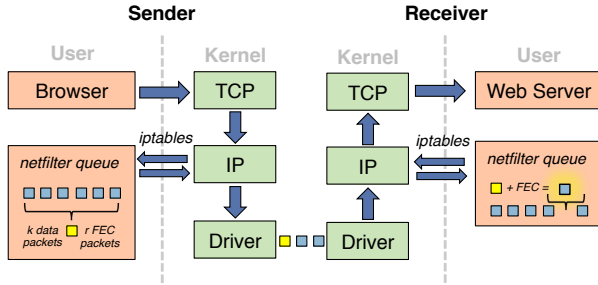 Sender
Receiver
User
Kernel
Kernel
User
Browser
TCP
TCP
Web Server
iptables
iptables
netfilter queue
IP
IP
netfilter queue
+ FEC =
k data packets
r FEC packets
Driver
Driver